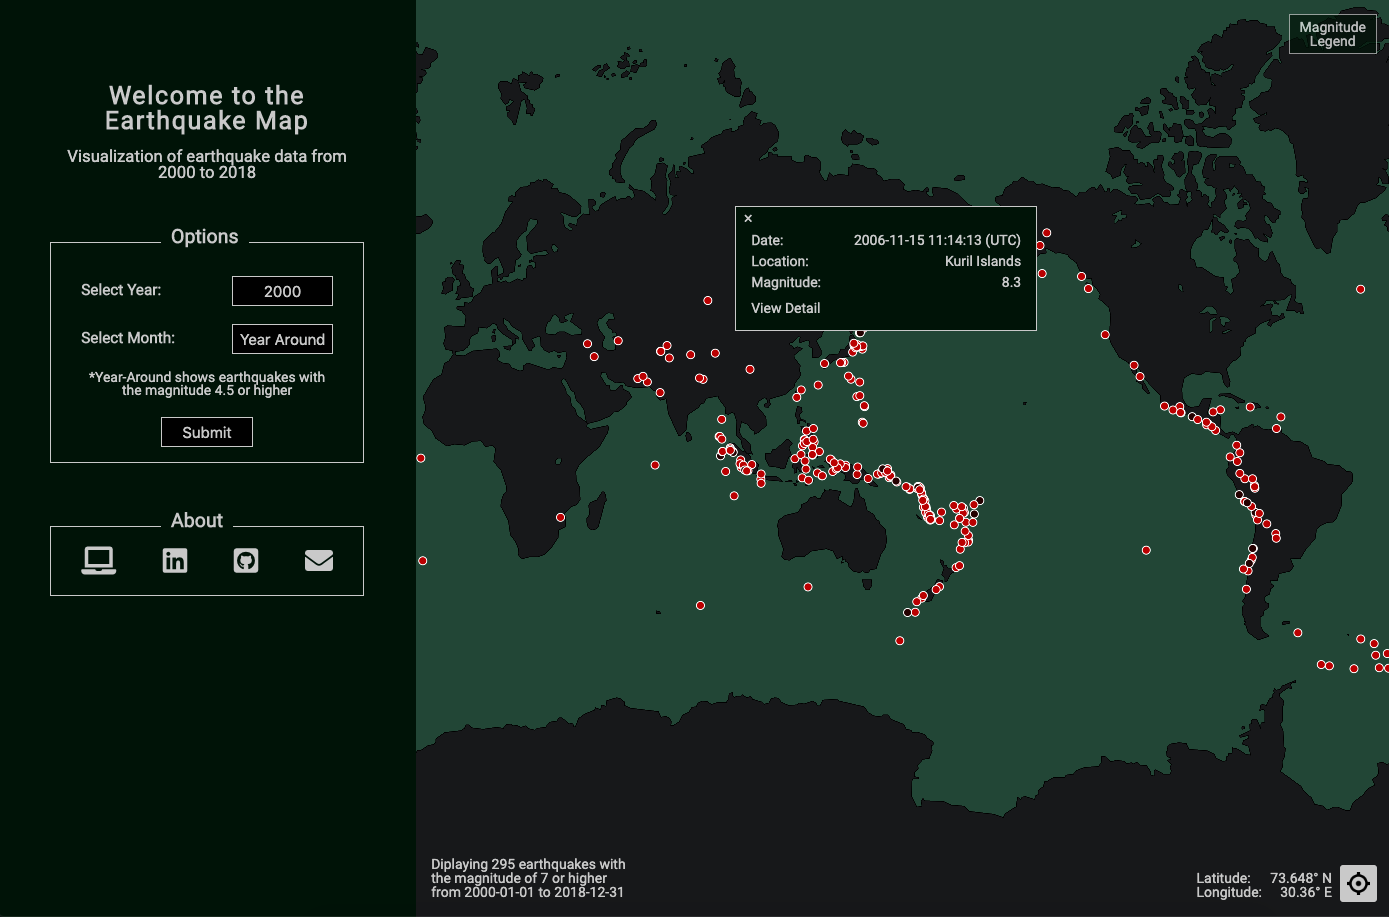 Welcome to the
Earthquake Map
Visualization of earthquake data from
2000 to 2018
Options
Select Year:
2000
Select Month:
Year Around
*Year-Around shows earthquakes with
the magnitude 4.5 or higher
Submit
About
Magnitude
Legend
×
Date: 2006-11-15 11:14:13 (UTC)
Location: Kuril Islands
Magnitude: 8.3
View Detail
Diplaying 295 earthquakes with
the magnitude of 7 or higher
from 2000-01-01 to 2018-12-31
Latitude: 73.648° N
Longitude: 30.36° E